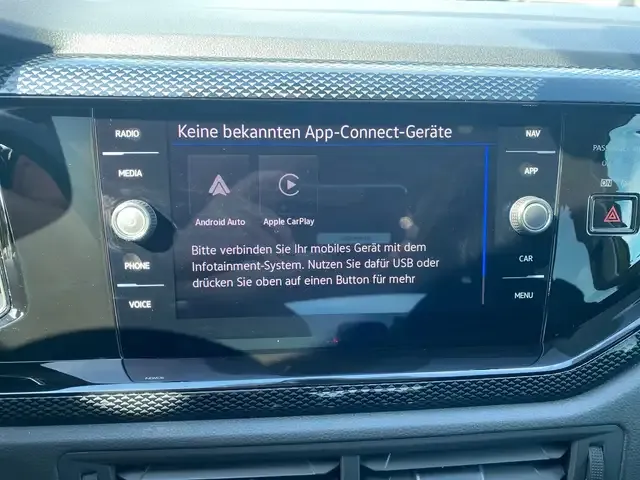 RADIO
MEDIA
PHONE
VOICE
Keine bekannten App-Connect-Geräte
Android Auto
Apple CarPlay
Bitte verbinden Sie Ihr mobiles Gerät mit dem
Infotainment-System. Nutzen Sie dafür USB oder
drücken Sie oben auf einen Button für mehr
NAV
APP
CAR
MENU
PASS
ON